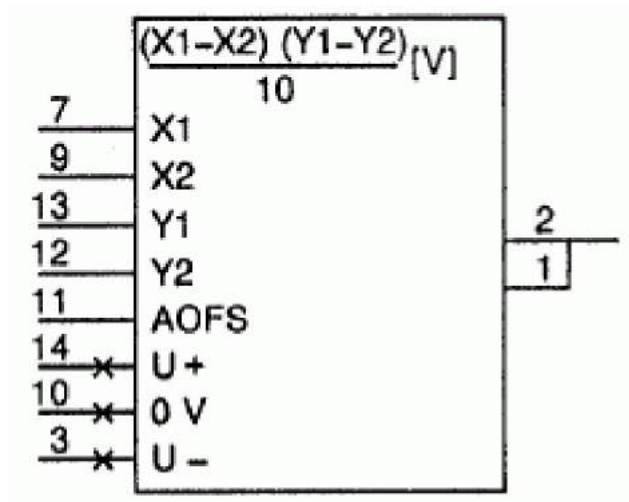 (X1-X2) (Y1-Y2) [V]
10
7 X1
9 X2
13 Y1
2
12 Y2
1
11 AOFS
14 U+
10 0 V
3 U-